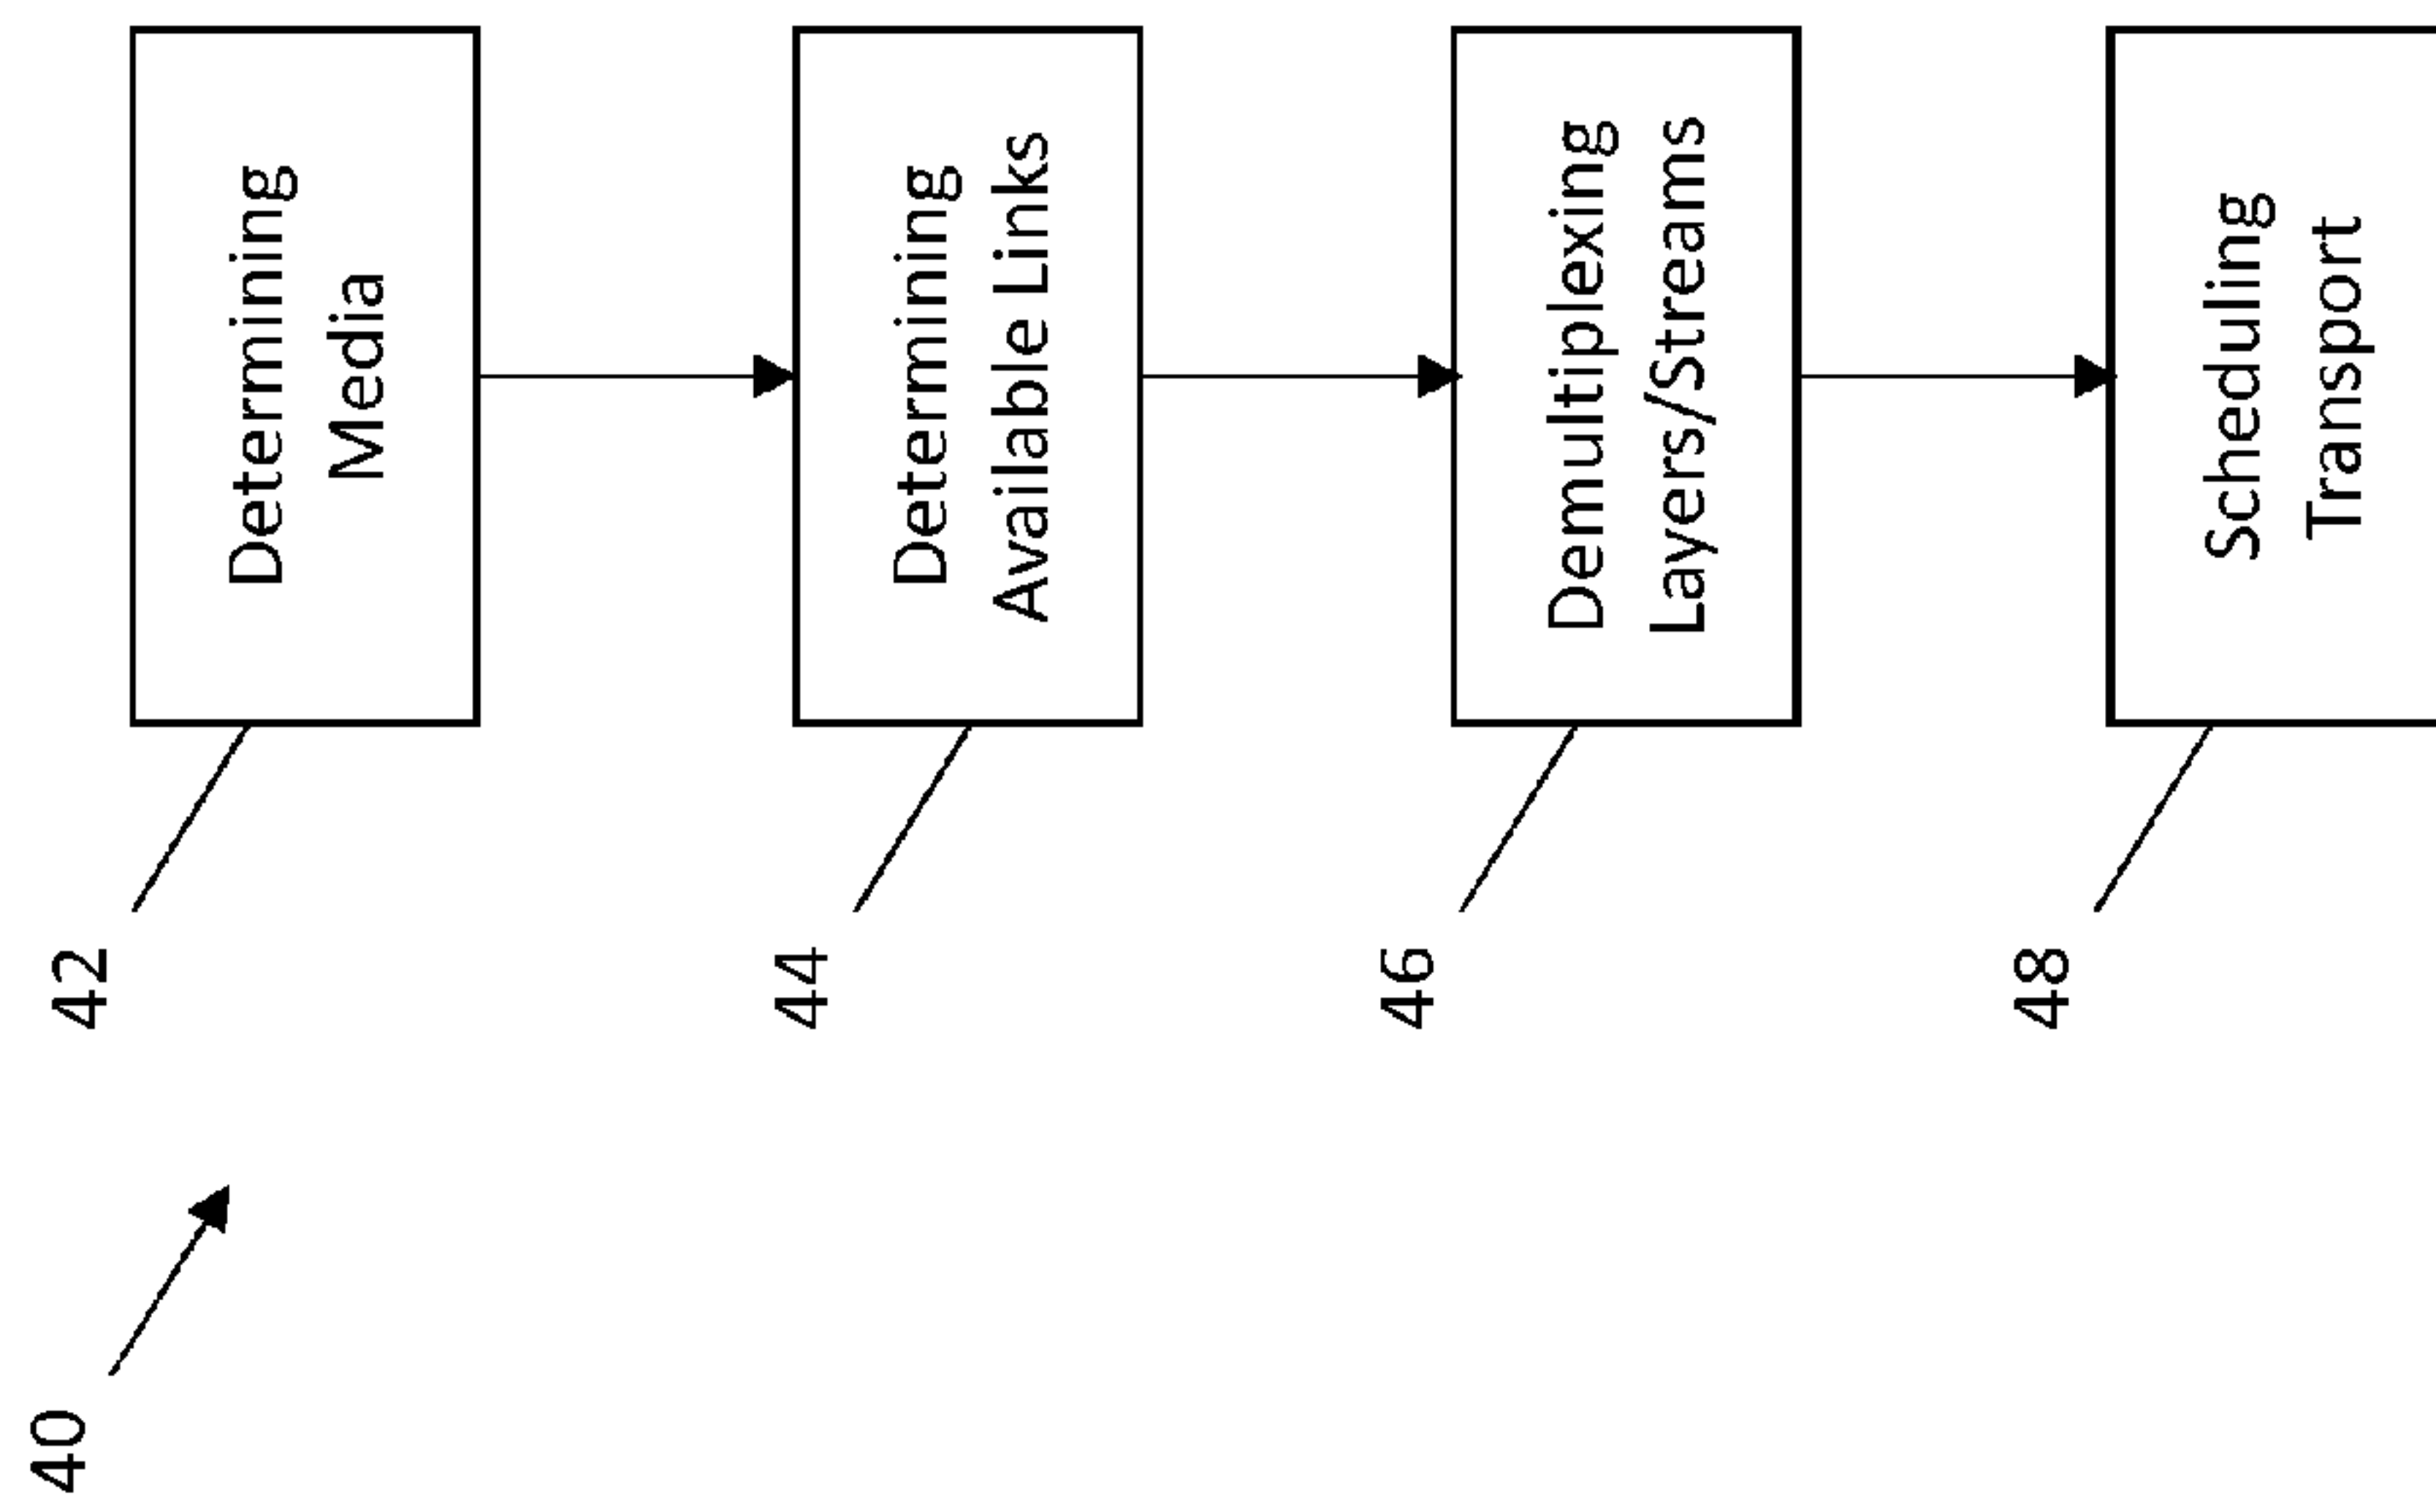 40
42
Determining
Media
44
Determining
Available Links
46
Demultiplexing
Layers/Streams
48
Scheduling
Transport